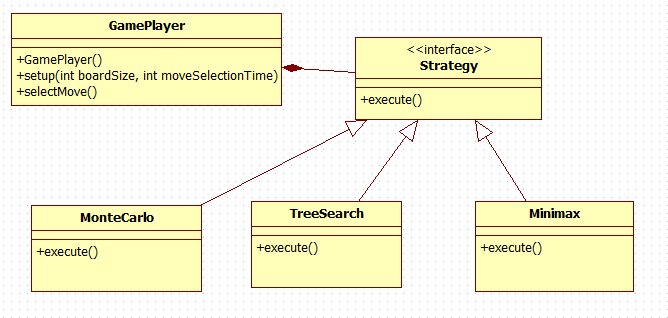 GamePlayer
+GamePlayer()
+setup(int boardSize, int moveSelectionTime)
+selectMove()
<<interface>>
Strategy
+execute()
MonteCarlo
+execute()
TreeSearch
+execute()
Minimax
+execute()